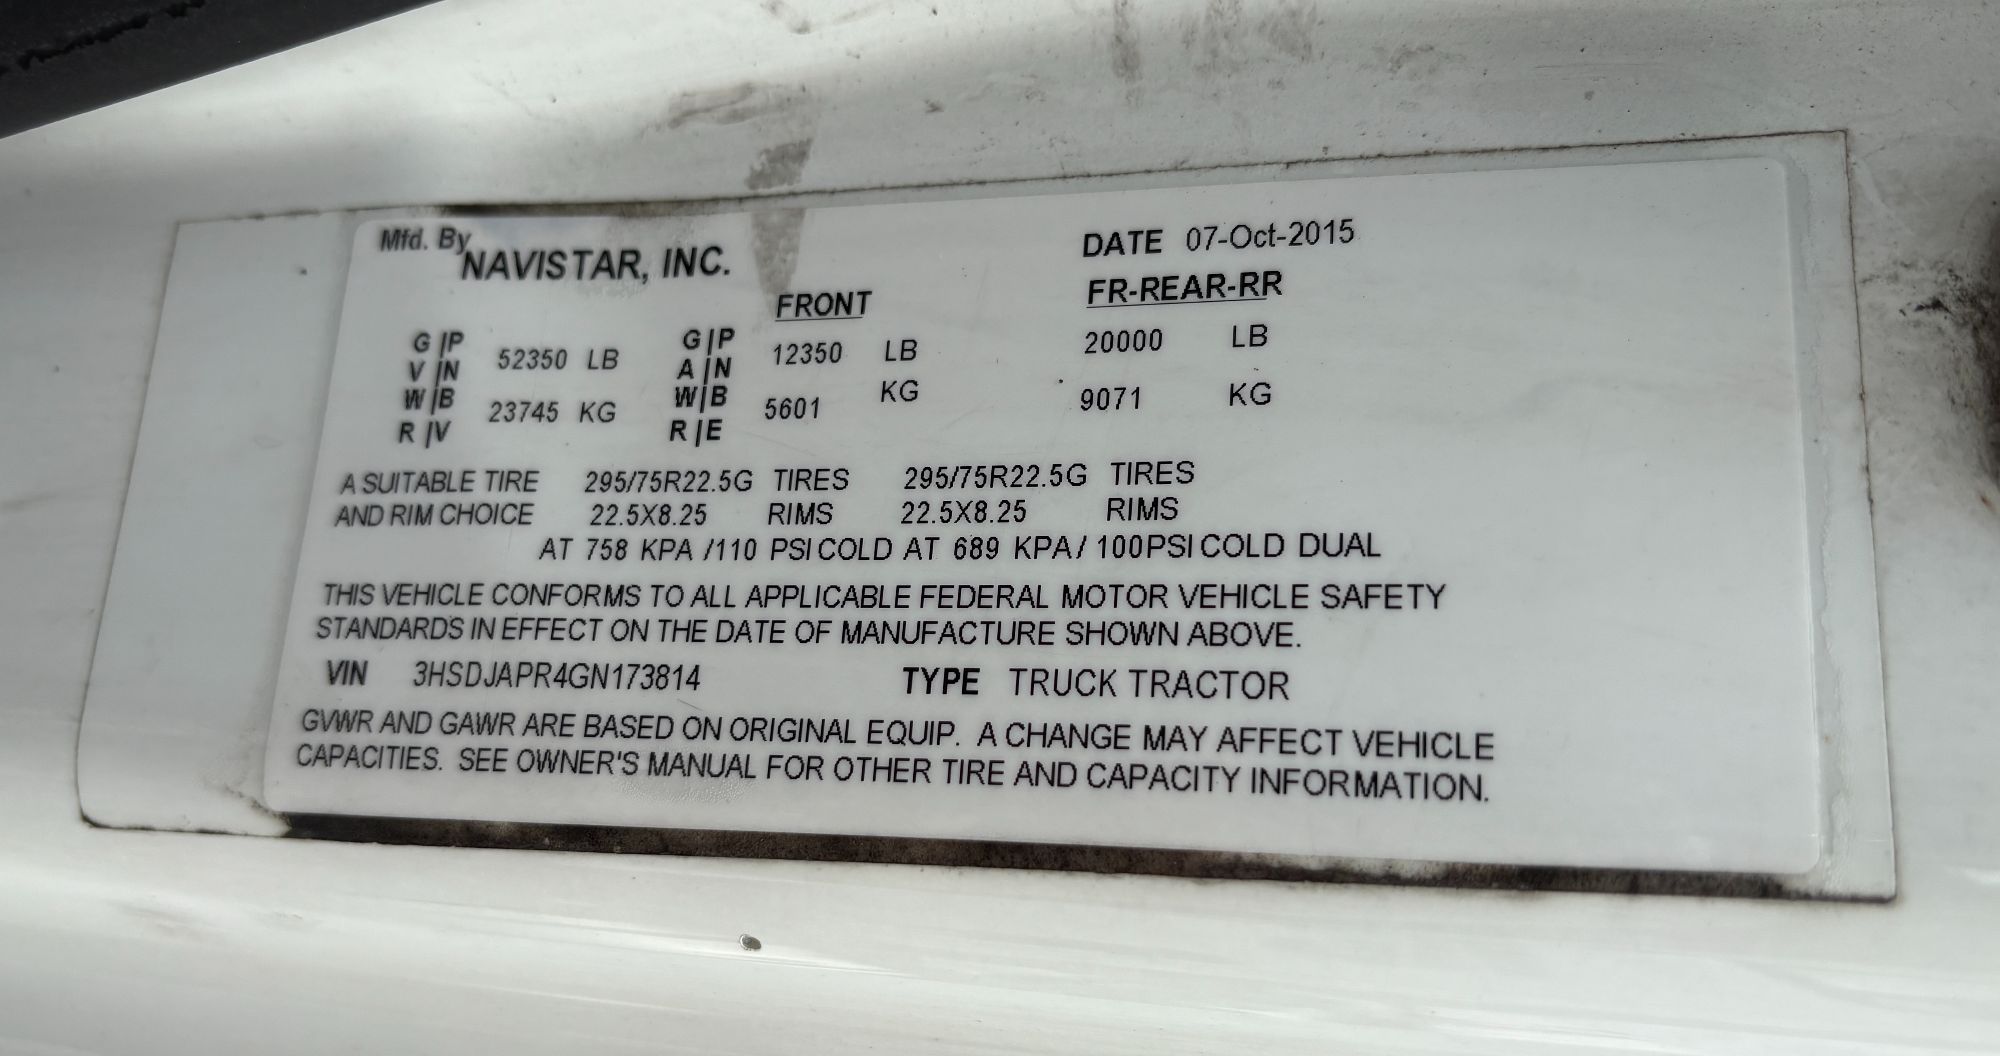 Mfd. By
NAVISTAR, INC.
DATE 07-Oct-2015
FRONT FR-REAR-RR
G|P 52350 LB G|P 12350 LB 20000 LB
V|N A|N
W|B 23745 KG W|B 5601 KG 9071 KG
R|V R|E
A SUITABLE TIRE 295/75R22.5G TIRES 295/75R22.5G TIRES
AND RIM CHOICE 22.5X8.25 RIMS 22.5X8.25 RIMS
AT 758 KPA /110 PSI COLD AT 689 KPA/ 100PSI COLD DUAL
THIS VEHICLE CONFORMS TO ALL APPLICABLE FEDERAL MOTOR VEHICLE SAFETY
STANDARDS IN EFFECT ON THE DATE OF MANUFACTURE SHOWN ABOVE.
VIN 3HSDJAPR4GN173814 TYPE TRUCK TRACTOR
GVWR AND GAWR ARE BASED ON ORIGINAL EQUIP. A CHANGE MAY AFFECT VEHICLE
CAPACITIES. SEE OWNER'S MANUAL FOR OTHER TIRE AND CAPACITY INFORMATION.